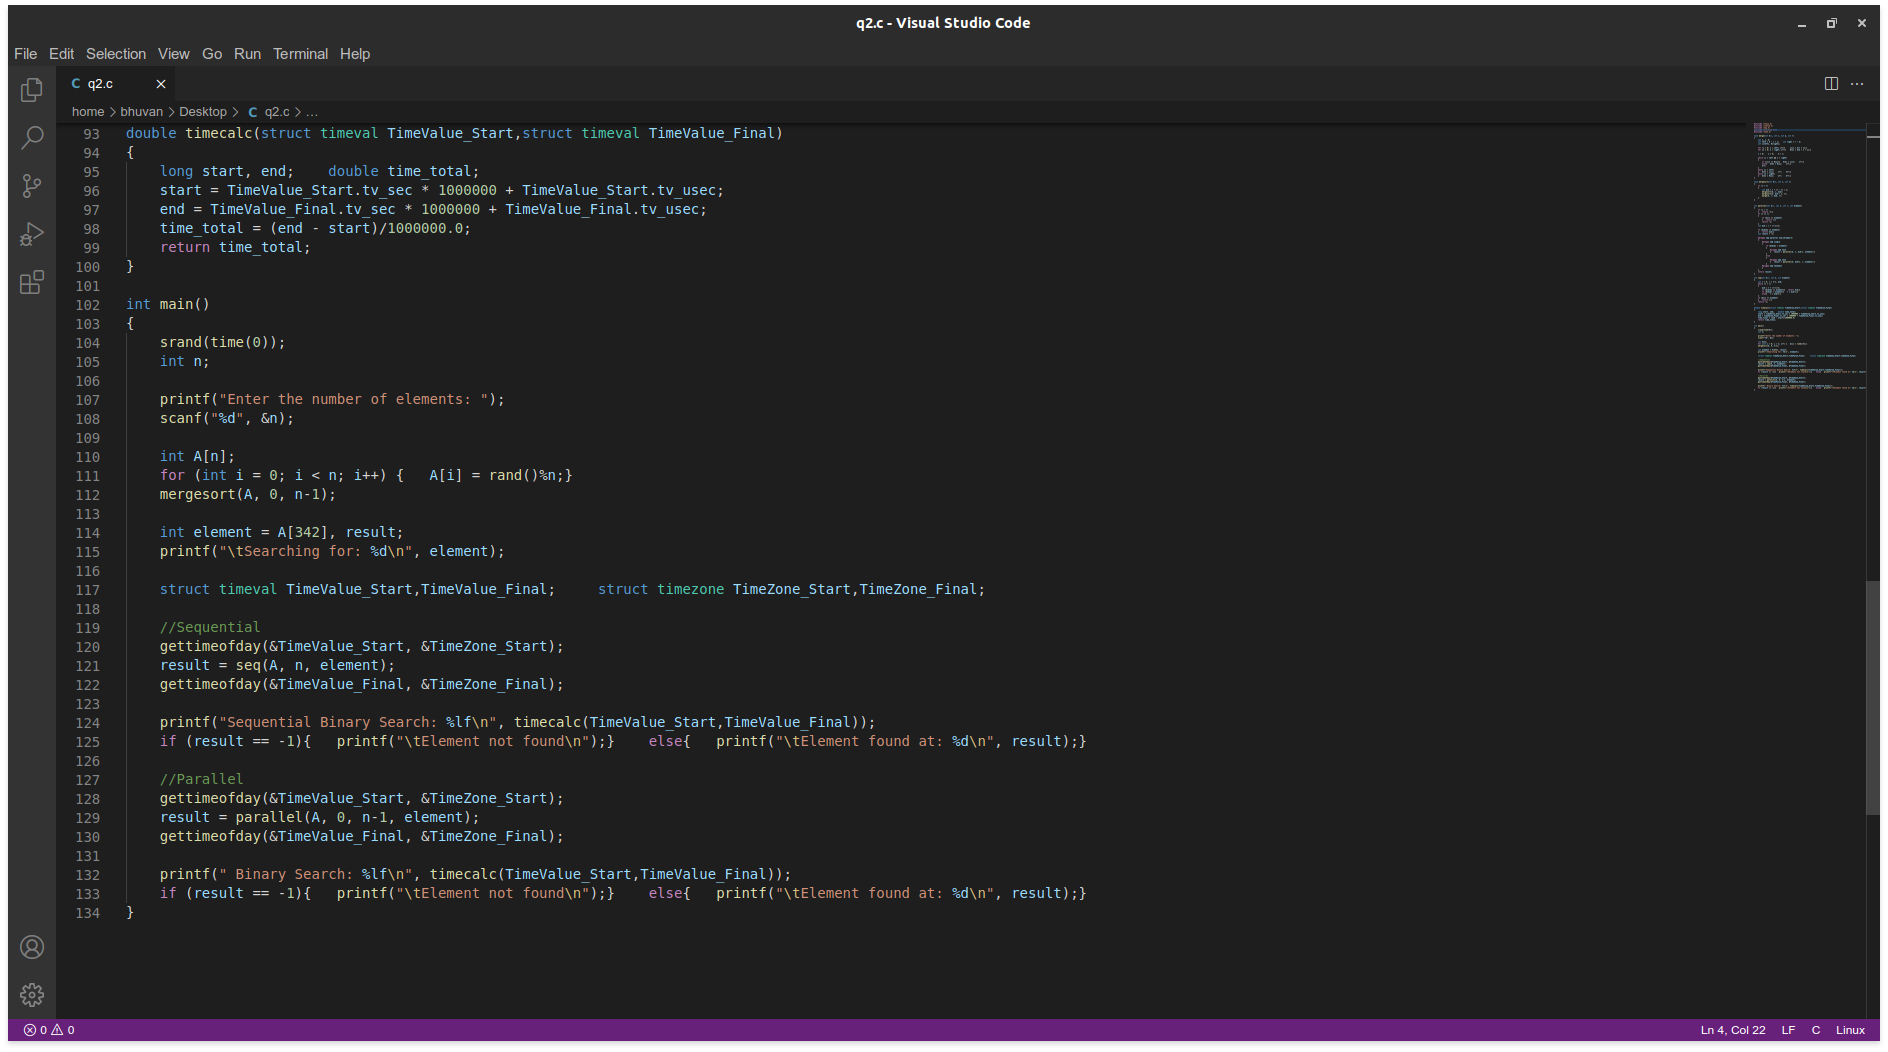 q2.c - Visual Studio Code
File Edit Selection View Go Run Terminal Help
C q2.c
home > bhuvan > Desktop > C q2.c > ...
93 double timecalc(struct timeval TimeValue_Start,struct timeval TimeValue_Final)
94 {
95     long start, end;    double time_total;
96     start = TimeValue_Start.tv_sec * 1000000 + TimeValue_Start.tv_usec;
97     end = TimeValue_Final.tv_sec * 1000000 + TimeValue_Final.tv_usec;
98     time_total = (end - start)/1000000.0;
99     return time_total;
100 }
101
102 int main()
103 {
104     srand(time(0));
105     int n;
106
107     printf("Enter the number of elements: ");
108     scanf("%d", &n);
109
110     int A[n];
111     for (int i = 0; i < n; i++) {   A[i] = rand()%n;}
112     mergesort(A, 0, n-1);
113
114     int element = A[342], result;
115     printf("\tSearching for: %d\n", element);
116
117     struct timeval TimeValue_Start,TimeValue_Final;     struct timezone TimeZone_Start,TimeZone_Final;
118
119     //Sequential
120     gettimeofday(&TimeValue_Start, &TimeZone_Start);
121     result = seq(A, n, element);
122     gettimeofday(&TimeValue_Final, &TimeZone_Final);
123
124     printf("Sequential Binary Search: %lf\n", timecalc(TimeValue_Start,TimeValue_Final));
125     if (result == -1){   printf("\tElement not found\n");}    else{   printf("\tElement found at: %d\n", result);}
126
127     //Parallel
128     gettimeofday(&TimeValue_Start, &TimeZone_Start);
129     result = parallel(A, 0, n-1, element);
130     gettimeofday(&TimeValue_Final, &TimeZone_Final);
131
132     printf(" Binary Search: %lf\n", timecalc(TimeValue_Start,TimeValue_Final));
133     if (result == -1){   printf("\tElement not found\n");}    else{   printf("\tElement found at: %d\n", result);}
134 }
0 0 Ln 4, Col 22 LF C Linux